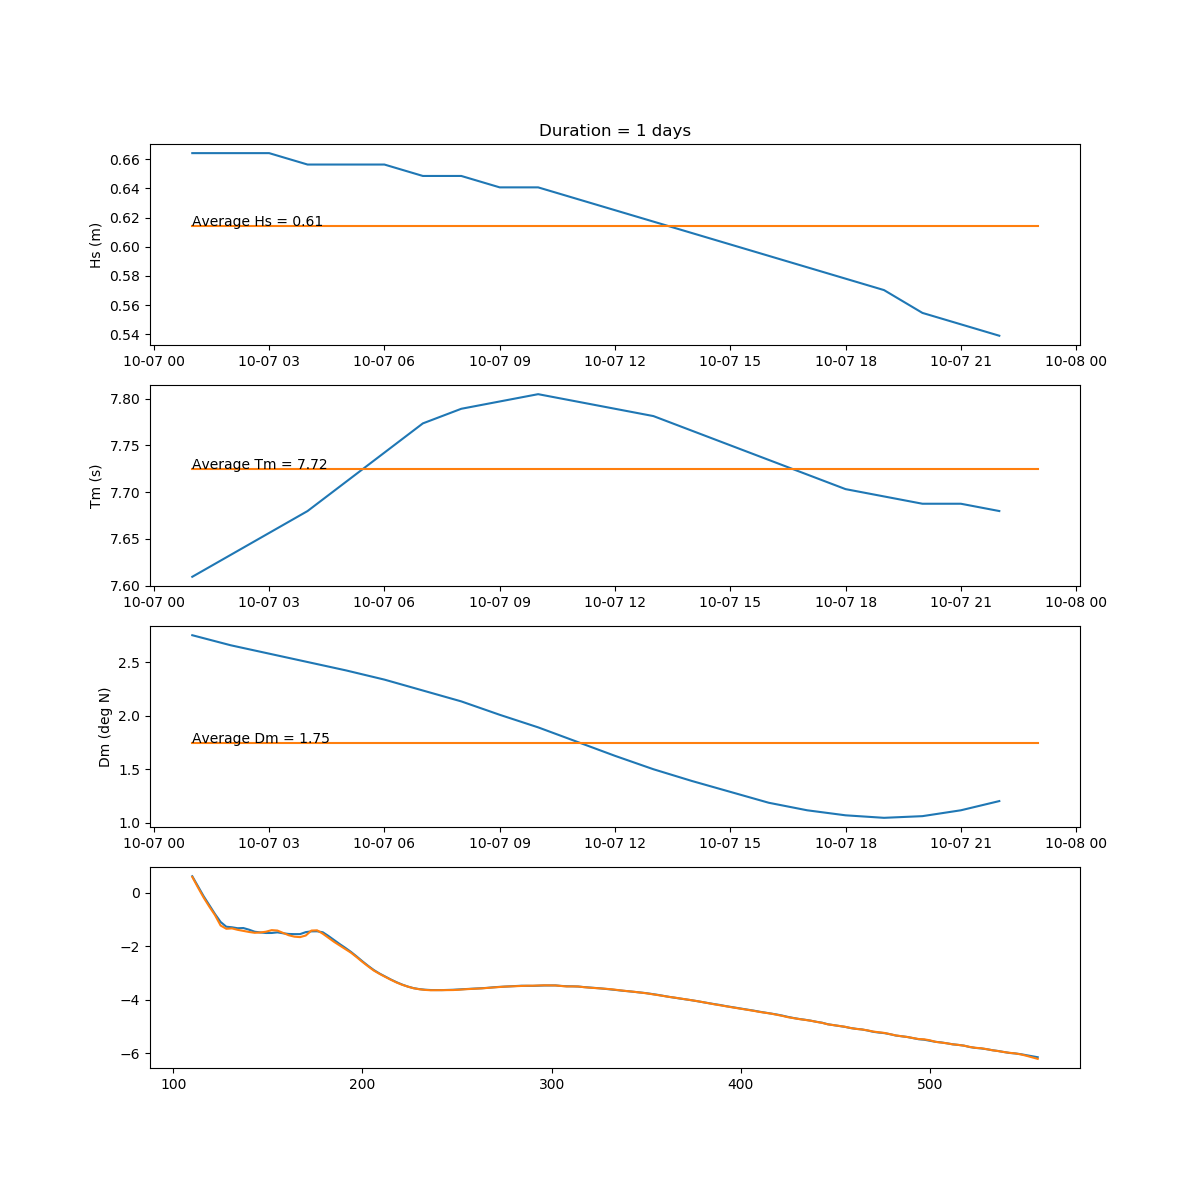 Duration = 1 days
0.66
0.64
0.62
0.60
0.58
0.56
0.54
Hs (m)
Average Hs = 0.61
10-07 00 10-07 03 10-07 06 10-07 09 10-07 12 10-07 15 10-07 18 10-07 21 10-08 00
7.80
7.75
7.70
7.65
7.60
Tm (s)
Average Tm = 7.72
10-07 00 10-07 03 10-07 06 10-07 09 10-07 12 10-07 15 10-07 18 10-07 21 10-08 00
2.5
2.0
1.5
1.0
Dm (deg N)
Average Dm = 1.75
10-07 00 10-07 03 10-07 06 10-07 09 10-07 12 10-07 15 10-07 18 10-07 21 10-08 00
0
−2
−4
−6
100 200 300 400 500